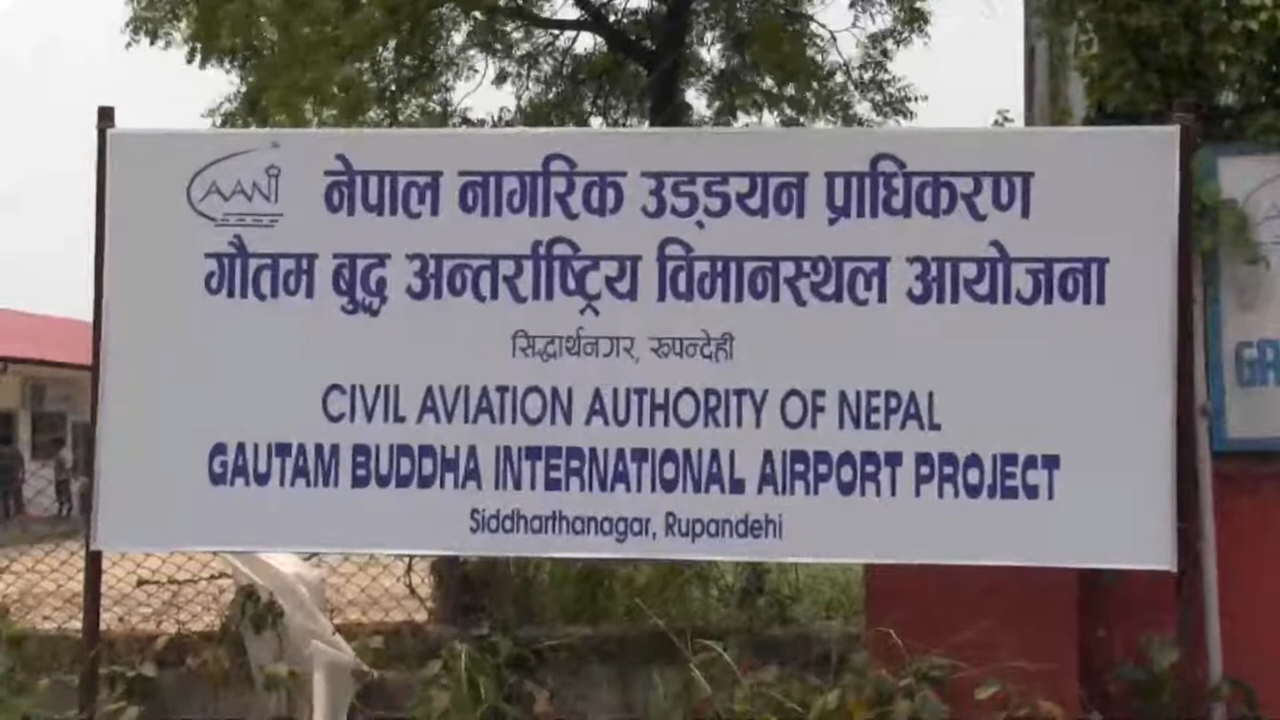 CAAN
नेपाल नागरिक उड्डयन प्राधिकरण
गौतम बुद्ध अन्तर्राष्ट्रिय विमानस्थल आयोजना
सिद्धार्थनगर, रुपन्देही
CIVIL AVIATION AUTHORITY OF NEPAL
GAUTAM BUDDHA INTERNATIONAL AIRPORT PROJECT
Siddharthanagar, Rupandehi